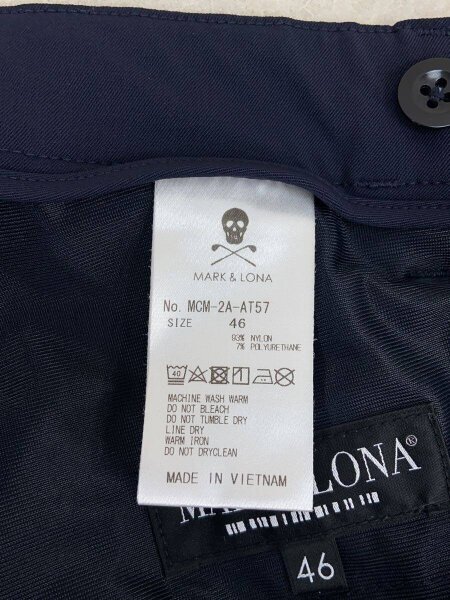 MARK & LONA
No. MCM-2A-AT57
SIZE 46
93% NYLON
7% POLYURETHANE
40
MACHINE WASH WARM
DO NOT BLEACH
DO NOT TUMBLE DRY
LINE DRY
WARM IRON
DO NOT DRYCLEAN
MADE IN VIETNAM
LONA®
46